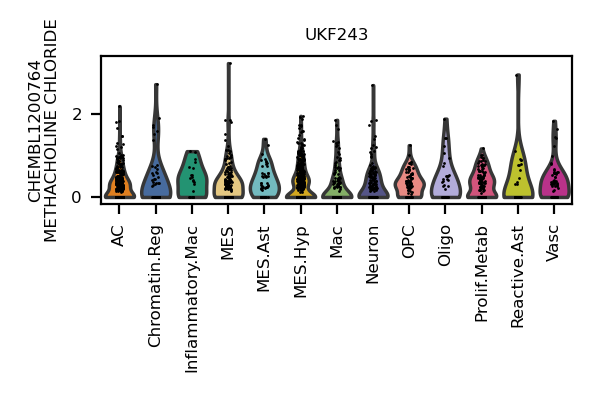 UKF243
CHEMBL1200764
METHACHOLINE CHLORIDE
2
0
AC
Chromatin.Reg
Inflammatory.Mac
MES
MES.Ast
MES.Hyp
Mac
Neuron
OPC
Oligo
Prolif.Metab
Reactive.Ast
Vasc